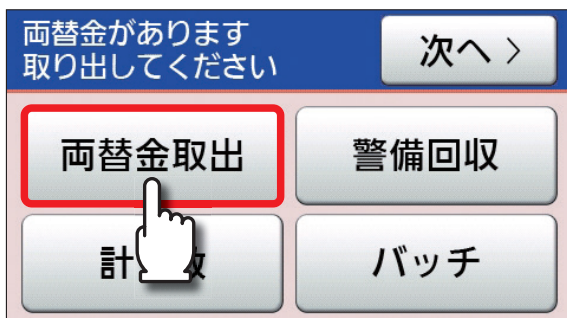 両替金があります
取り出してください
次へ >
両替金取出
警備回収
計
バッチ